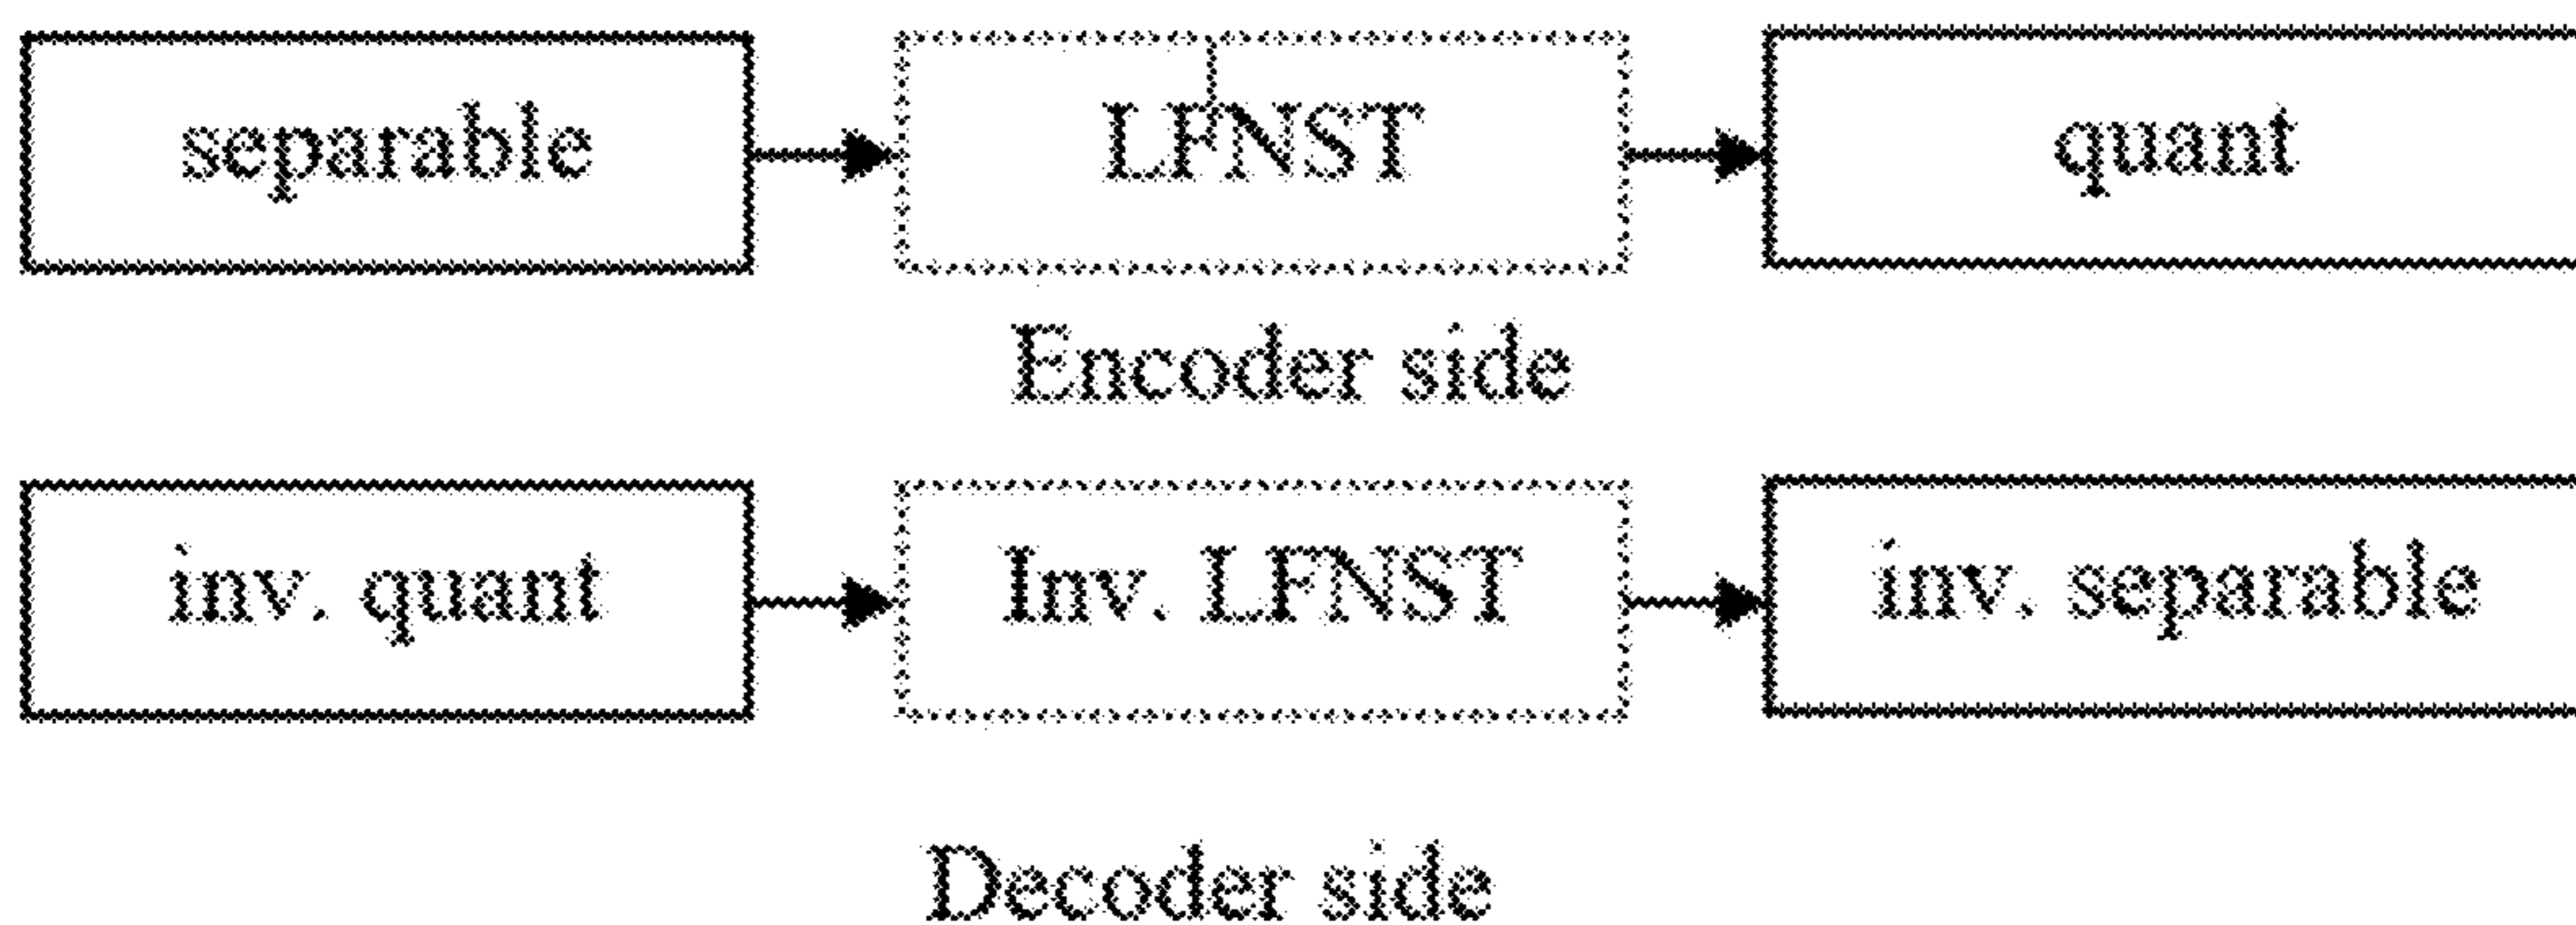 separable LFNST quant
Encoder side
inv. quant Inv. LFNST inv. separable
Decoder side